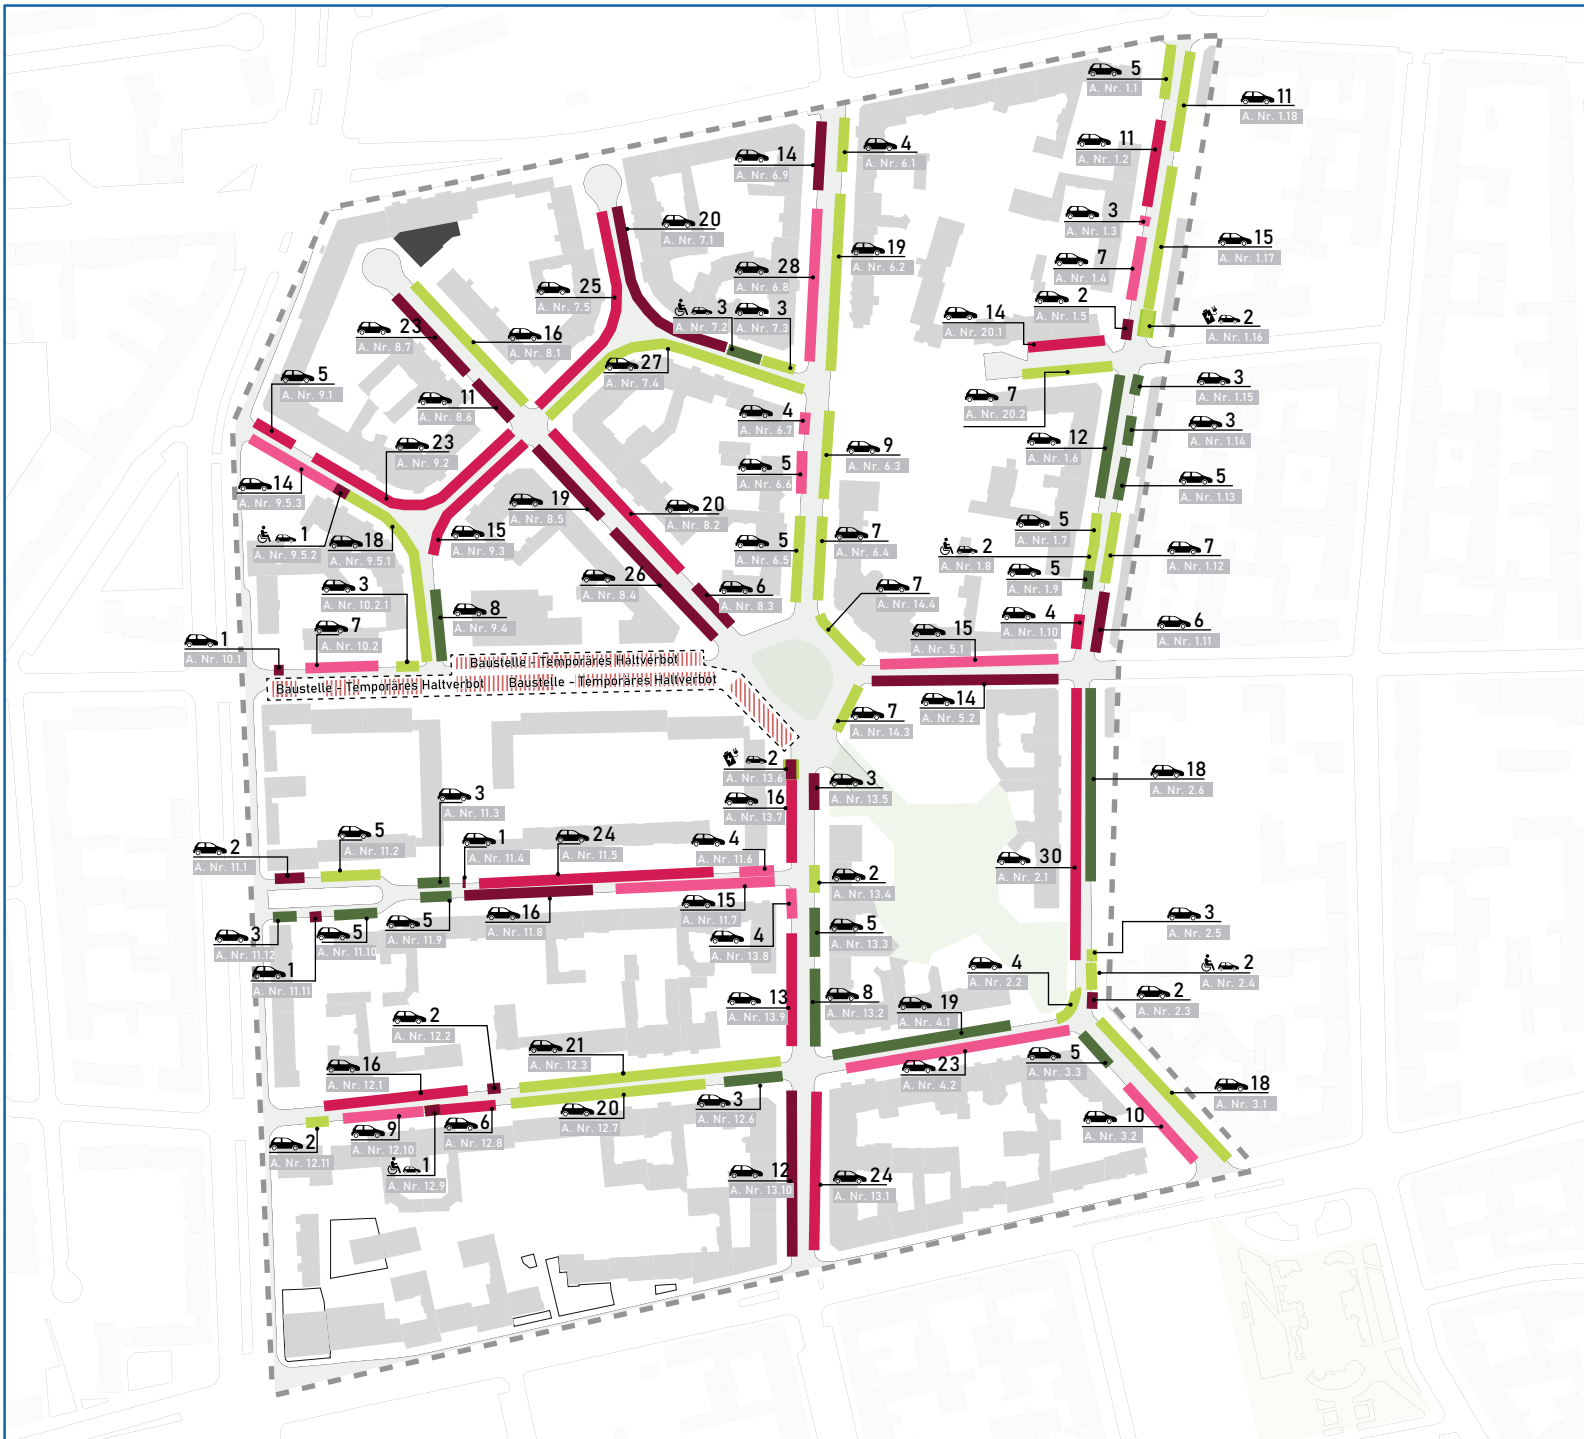 5
A. Nr. 1.1
11
A. Nr. 1.18
11
A. Nr. 1.2
14
A. Nr. 6.9
4
A. Nr. 6.1
3
A. Nr. 1.3
20
A. Nr. 7.1
19
A. Nr. 6.2
15
A. Nr. 1.17
7
A. Nr. 1.4
28
A. Nr. 6.8
25
A. Nr. 7.5
2
A. Nr. 1.5
3
A. Nr. 7.2
3
A. Nr. 7.3
14
A. Nr. 20.1
2
A. Nr. 1.16
23
A. Nr. 8.7
16
A. Nr. 8.1
27
A. Nr. 7.4
5
A. Nr. 9.1
3
A. Nr. 1.15
7
A. Nr. 20.2
11
A. Nr. 8.6
4
A. Nr. 6.7
3
A. Nr. 1.14
12
A. Nr. 1.6
23
A. Nr. 9.2
9
A. Nr. 6.3
5
A. Nr. 6.6
5
A. Nr. 1.13
14
A. Nr. 9.5.3
19
A. Nr. 8.5
20
A. Nr. 8.2
5
A. Nr. 1.7
1
A. Nr. 9.5.2
18
A. Nr. 9.5.1
15
A. Nr. 9.3
5
A. Nr. 6.5
7
A. Nr. 6.4
2
A. Nr. 1.8
7
A. Nr. 1.12
5
A. Nr. 1.9
26
A. Nr. 8.4
3
A. Nr. 10.2.1
6
A. Nr. 8.3
7
A. Nr. 14.4
8
A. Nr. 9.4
4
A. Nr. 1.10
6
A. Nr. 1.11
1
A. Nr. 10.1
7
A. Nr. 10.2
15
A. Nr. 5.1
Baustelle - Temporäres Haltverbot
Baustelle - Temporäres Haltverbot
Baustelle - Temporäres Haltverbot
14
A. Nr. 5.2
7
A. Nr. 14.3
2
A. Nr. 13.6
18
A. Nr. 2.6
3
A. Nr. 13.5
16
A. Nr. 13.7
3
A. Nr. 11.3
5
A. Nr. 11.2
1
A. Nr. 11.4
24
A. Nr. 11.5
4
A. Nr. 11.6
2
A. Nr. 11.1
30
A. Nr. 2.1
2
A. Nr. 13.4
15
A. Nr. 11.7
5
A. Nr. 11.9
16
A. Nr. 11.8
3
A. Nr. 2.5
3
A. Nr. 11.12
5
A. Nr. 11.10
4
A. Nr. 13.8
5
A. Nr. 13.3
1
A. Nr. 11.11
4
A. Nr. 2.2
2
A. Nr. 2.4
13
A. Nr. 13.9
8
A. Nr. 13.2
19
A. Nr. 4.1
2
A. Nr. 2.3
2
A. Nr. 12.2
21
A. Nr. 12.3
16
A. Nr. 12.1
23
A. Nr. 4.2
5
A. Nr. 3.3
18
A. Nr. 3.1
3
A. Nr. 12.6
20
A. Nr. 12.7
10
A. Nr. 3.2
2
A. Nr. 12.11
9
A. Nr. 12.10
6
A. Nr. 12.8
1
A. Nr. 12.9
12
A. Nr. 13.10
24
A. Nr. 13.1